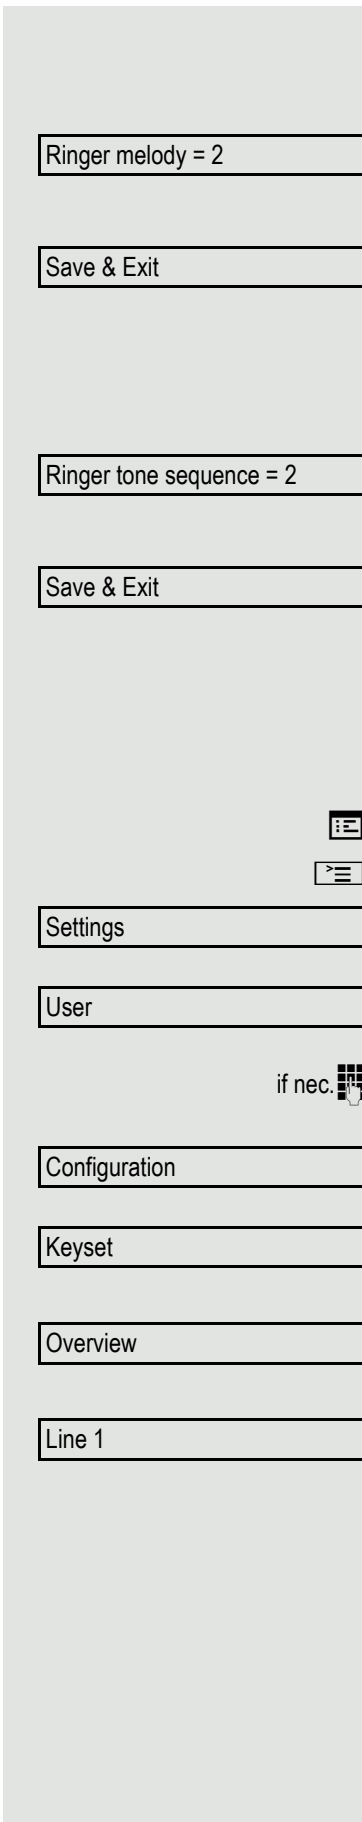 Ringer melody = 2
Save & Exit
Ringer tone sequence = 2
Save & Exit
Settings
User
if nec.
Configuration
Keyset
Overview
Line 1